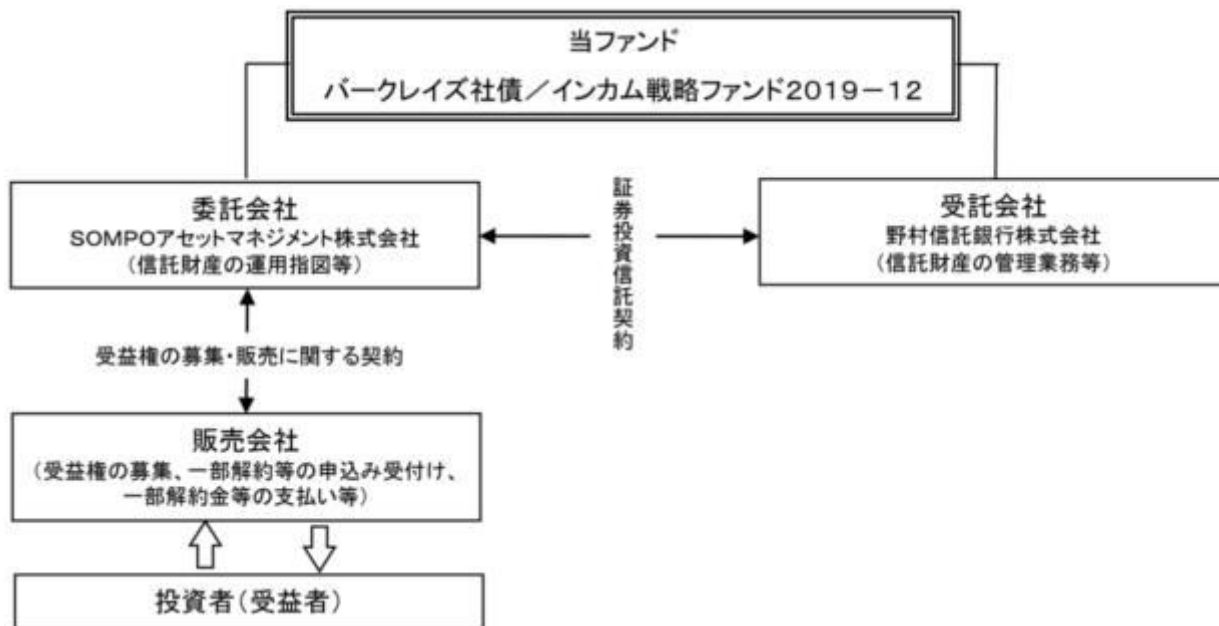 当ファンド
バークレイズ社債／インカム戦略ファンド2019－12
委託会社
SOMPOアセットマネジメント株式会社
（信託財産の運用指図等）
証券投資信託契約
受託会社
野村信託銀行株式会社
（信託財産の管理業務等）
受益権の募集・販売に関する契約
販売会社
（受益権の募集、一部解約等の申込み受付け、
一部解約金等の支払い等）
投資者（受益者）